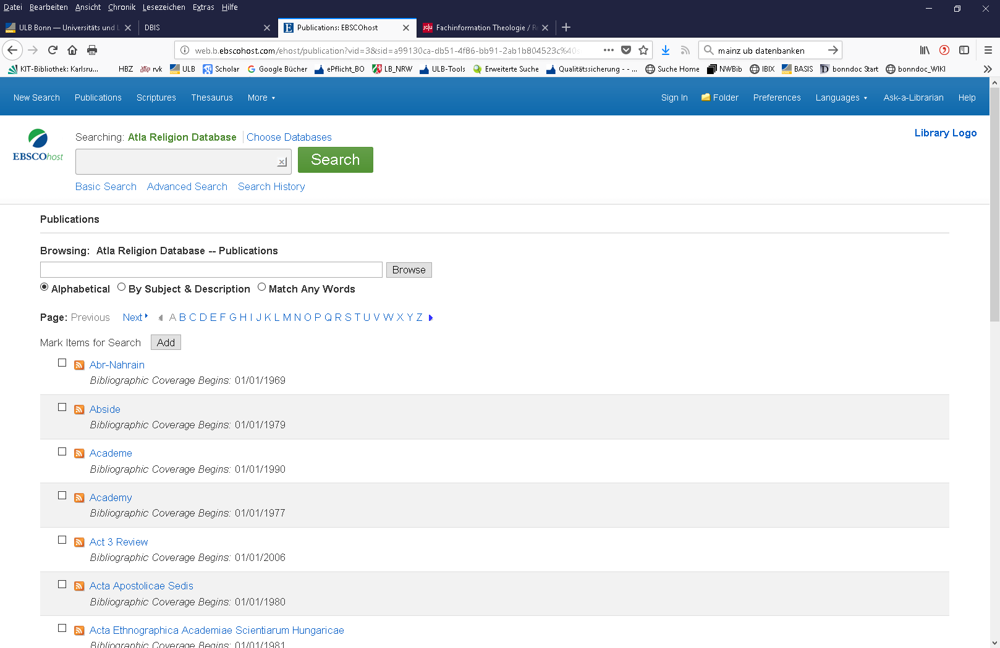 Datei Bearbeiten Ansicht Chronik Lesezeichen Extras Hilfe
ULB Bonn — Universitäts und L DBIS Publications: EBSCOhost Fachinformation Theologie / Re
web.b.ebscohost.com/ehost/publication?vid=3&sid=a99130ca-db51-4f86-bb91-2ab1b804523c%40s mainz ub datenbanken
KIT-Bibliothek: Karlsru... HBZ rvk ULB Scholar Google Bücher ePflicht_BO LB_NRW ULB-Tools Erweiterte Suche Qualitätssicherung - - ... Suche Home NWBib IBIX BASIS bonndoc Start bonndoc_WIKI
New Search Publications Scriptures Thesaurus More Sign In Folder Preferences Languages Ask-a-Librarian Help
Searching: Atla Religion Database Choose Databases Library Logo
EBSCOhost Search
Basic Search Advanced Search Search History
Publications
Browsing: Atla Religion Database -- Publications
Browse
Alphabetical By Subject & Description Match Any Words
Page: Previous Next A B C D E F G H I J K L M N O P Q R S T U V W X Y Z
Mark Items for Search Add
Abr-Nahrain
Bibliographic Coverage Begins: 01/01/1969
Abside
Bibliographic Coverage Begins: 01/01/1979
Academe
Bibliographic Coverage Begins: 01/01/1990
Academy
Bibliographic Coverage Begins: 01/01/1977
Act 3 Review
Bibliographic Coverage Begins: 01/01/2006
Acta Apostolicae Sedis
Bibliographic Coverage Begins: 01/01/1980
Acta Ethnographica Academiae Scientiarum Hungaricae
Bibliographic Coverage Begins: 01/01/1981